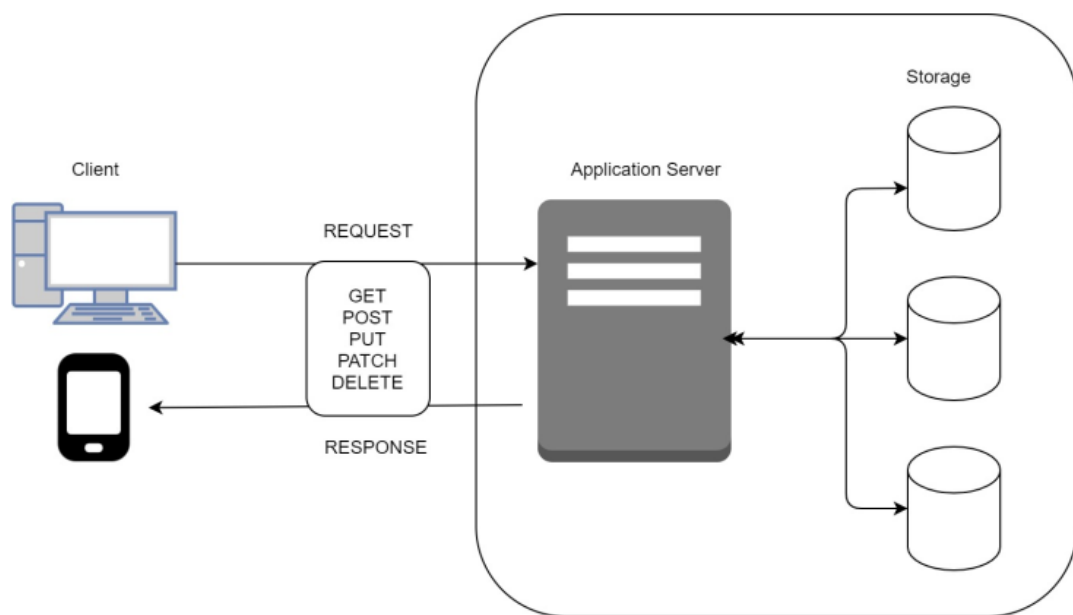 Storage
Client
Application Server
REQUEST
GET
POST
PUT
PATCH
DELETE
RESPONSE